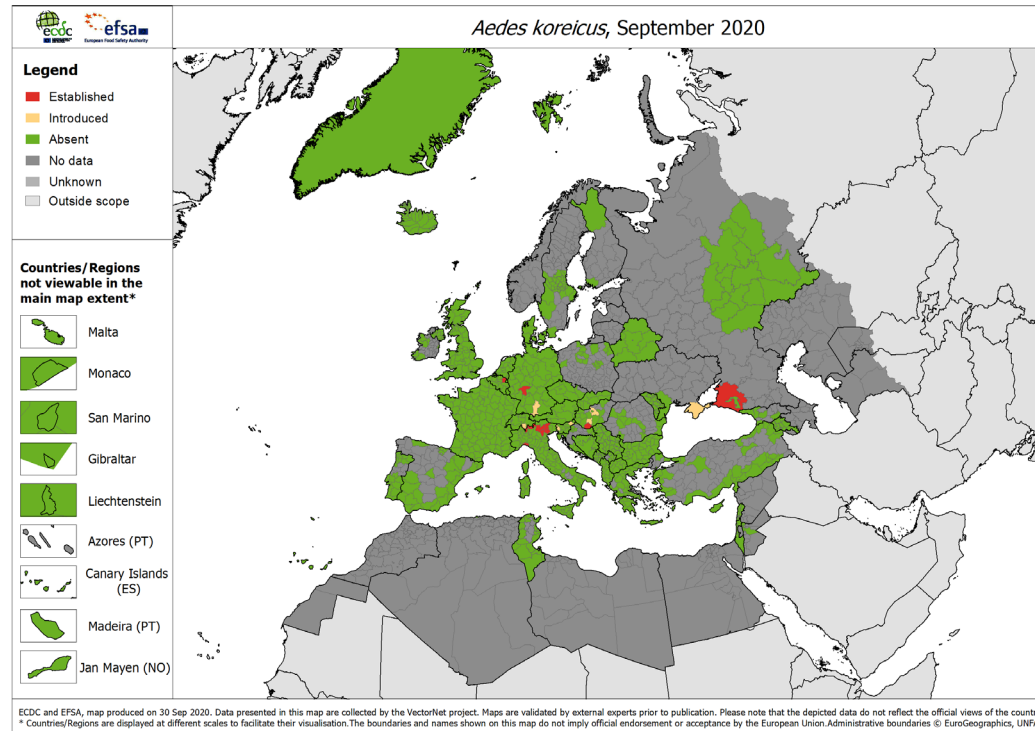 ecdc
efsa
European Food Safety Authority
Aedes koreicus, September 2020
Legend
Established
Introduced
Absent
No data
Unknown
Outside scope
Countries/Regions
not viewable in the
main map extent*
Malta
Monaco
San Marino
Gibraltar
Liechtenstein
Azores (PT)
Canary Islands
(ES)
Madeira (PT)
Jan Mayen (NO)
ECDC and EFSA, map produced on 30 Sep 2020. Data presented in this map are collected by the VectorNet project. Maps are validated by external experts prior to publication. Please note that the depicted data do not reflect the official views of the
* Countries/Regions are displayed at different scales to facilitate their visualisation.The boundaries and names shown on this map do not imply official endorsement or acceptance by the European Union.Administrative boundaries © EuroGeographics,